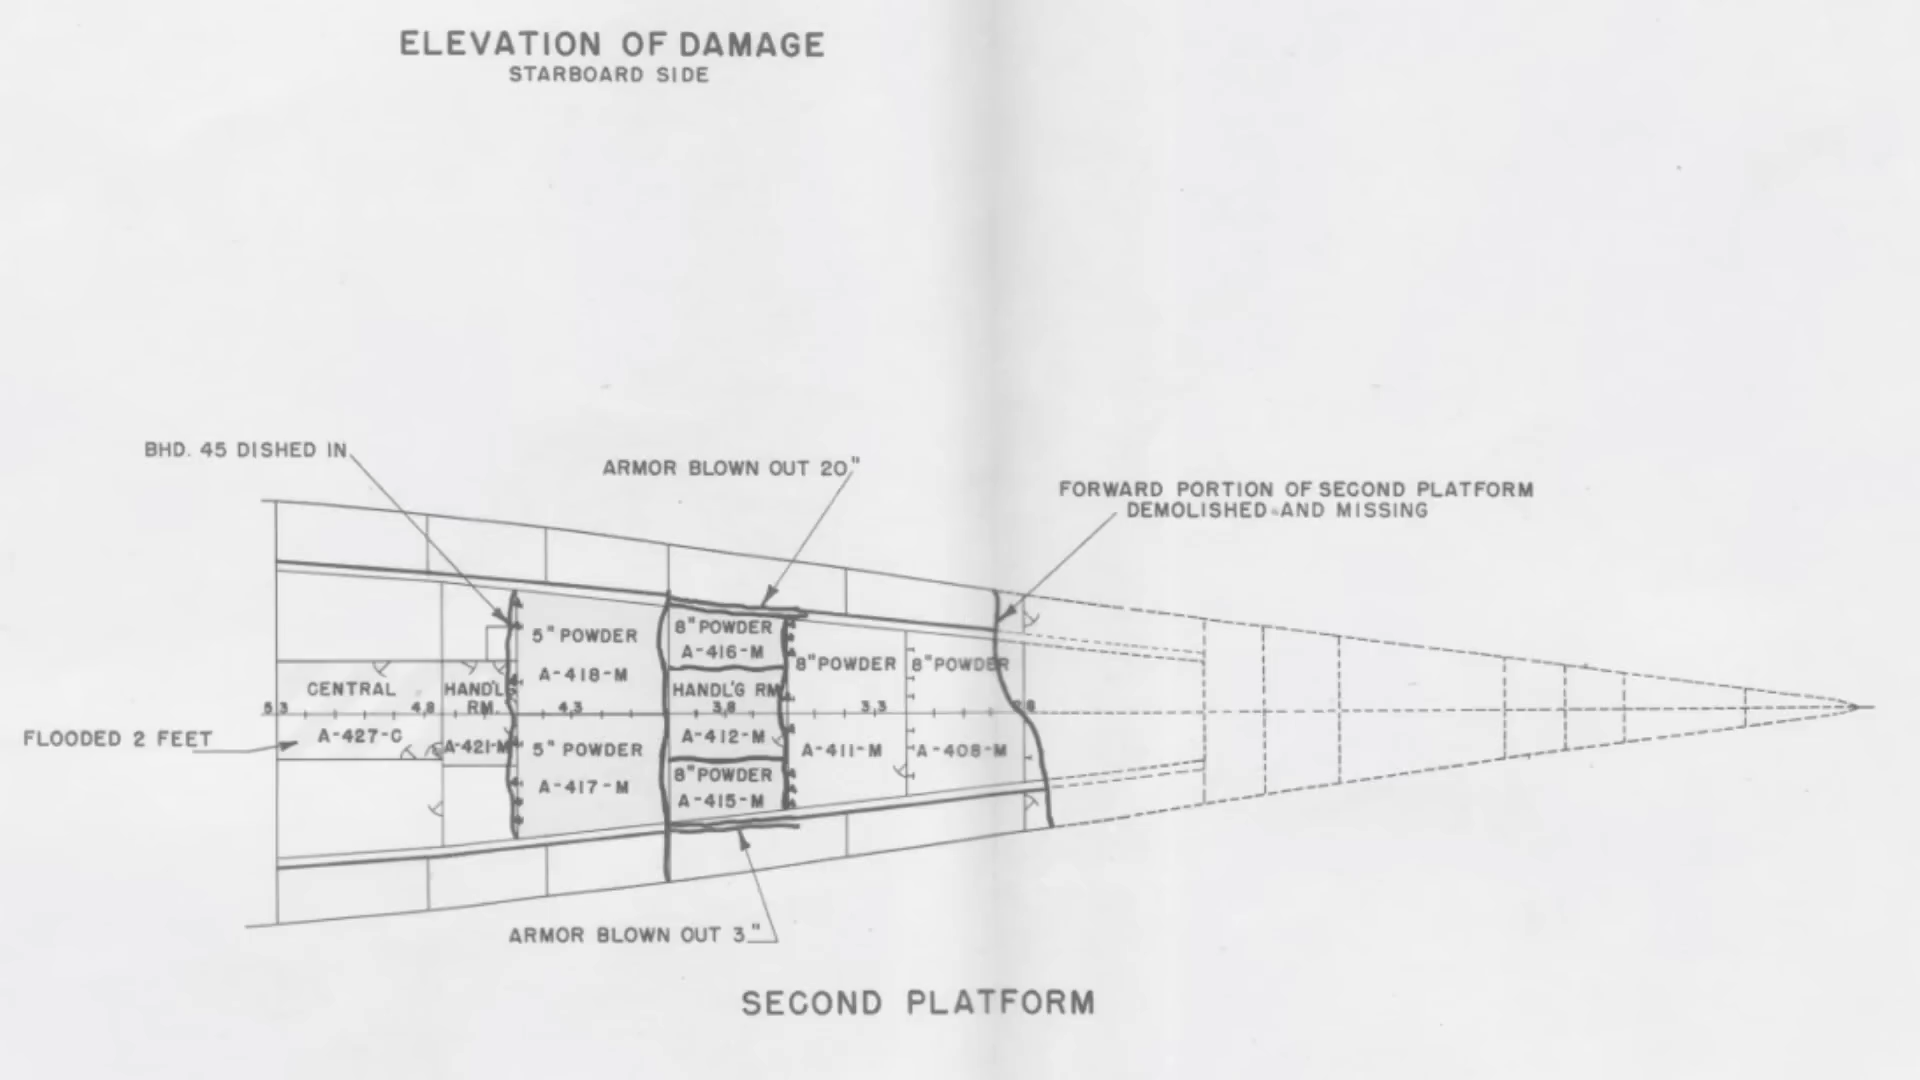 ELEVATION OF DAMAGE
STARBOARD SIDE
BHD. 45 DISHED IN
ARMOR BLOWN OUT 20"
FORWARD PORTION OF SECOND PLATFORM
DEMOLISHED AND MISSING
5" POWDER
A-418-M
8" POWDER
A-416-M
8" POWDER
8" POWDER
CENTRAL
HAND'L'G
RM.
HANDL'G RM
53
48
43
38
33
28
FLOODED 2 FEET
A-427-C
A-421-M
5" POWDER
A-417-M
A-412-M
A-411-M
A-408-M
8" POWDER
A-415-M
ARMOR BLOWN OUT 3"
SECOND PLATFORM